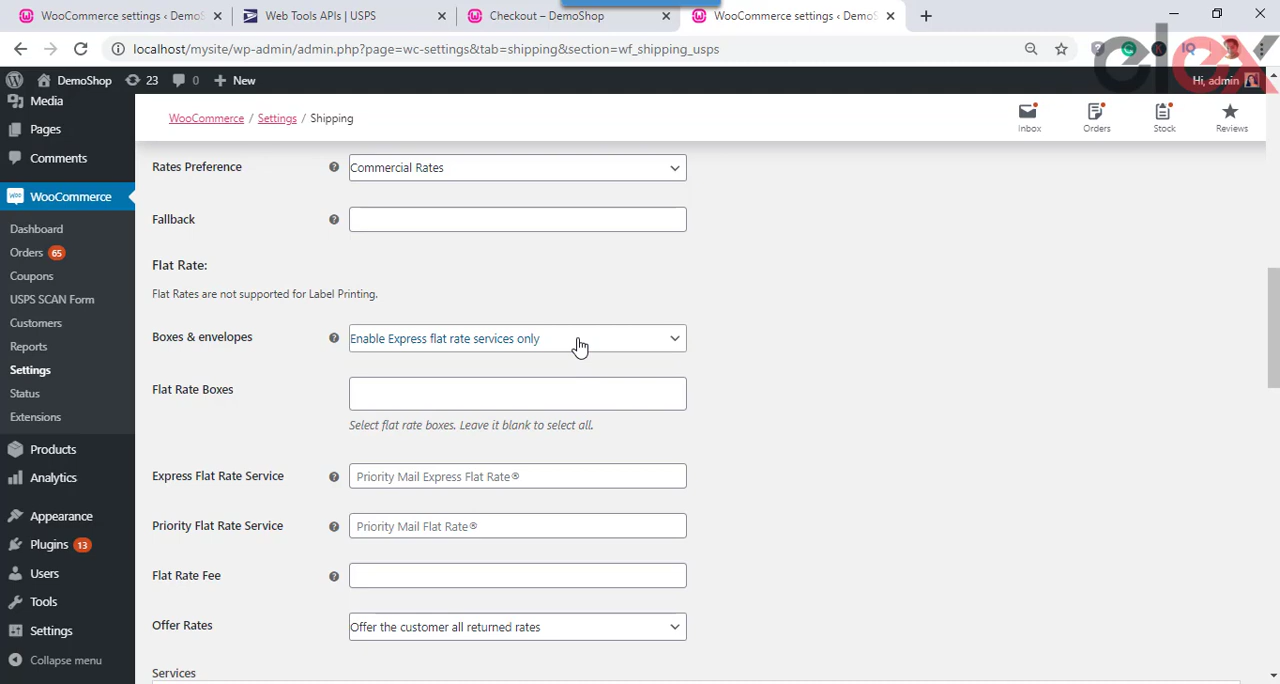 WooCommerce settings ‹ DemoS
Web Tools APIs | USPS
Checkout – DemoShop
WooCommerce settings ‹ DemoS
localhost/mysite/wp-admin/admin.php?page=wc-settings&tab=shipping&section=wf_shipping_usps
elex
DemoShop
23
0
New
Hi, admin
Media
Pages
Comments
WooCommerce
Dashboard
Orders 65
Coupons
USPS SCAN Form
Customers
Reports
Settings
Status
Extensions
Products
Analytics
Appearance
Plugins 13
Users
Tools
Settings
Collapse menu
WooCommerce / Settings / Shipping
Inbox
Orders
Stock
Reviews
Rates Preference
Commercial Rates
Fallback
Flat Rate:
Flat Rates are not supported for Label Printing.
Boxes & envelopes
Enable Express flat rate services only
Flat Rate Boxes
Select flat rate boxes. Leave it blank to select all.
Express Flat Rate Service
Priority Mail Express Flat Rate®
Priority Flat Rate Service
Priority Mail Flat Rate®
Flat Rate Fee
Offer Rates
Offer the customer all returned rates
Services